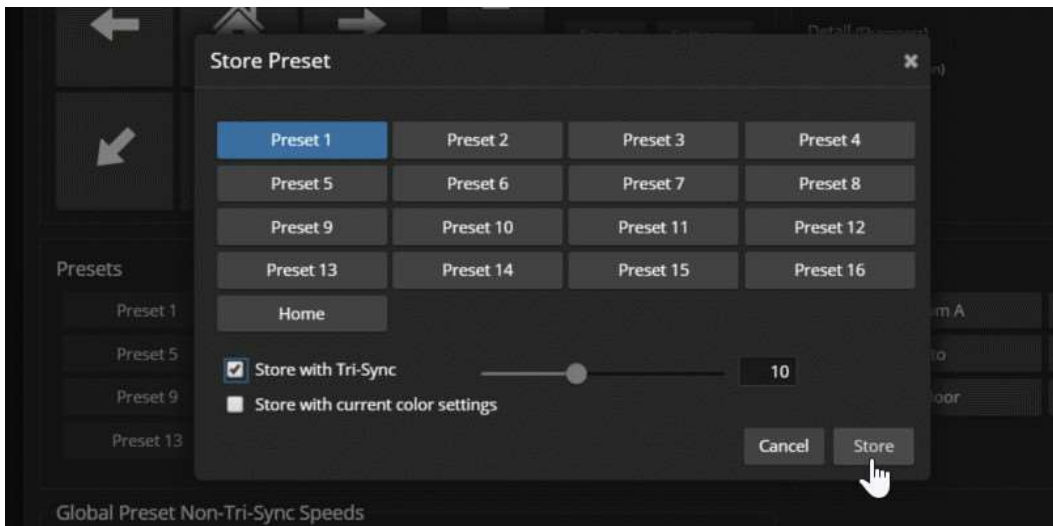 Store Preset
Preset 1 Preset 2 Preset 3 Preset 4
Preset 5 Preset 6 Preset 7 Preset 8
Preset 9 Preset 10 Preset 11 Preset 12
Preset 13 Preset 14 Preset 15 Preset 16
Home
Store with Tri-Sync 10
Store with current color settings
Cancel Store
Presets
Preset 1
Preset 5
Preset 9
Preset 13
Global Preset Non-Tri-Sync Speeds